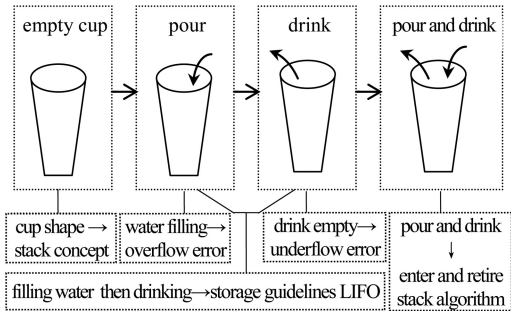 empty cup
pour
drink
pour and drink
cup shape →
stack concept
water filling→
overflow error
drink empty→
underflow error
pour and drink
↓
enter and retire
stack algorithm
filling water then drinking→storage guidelines LIFO